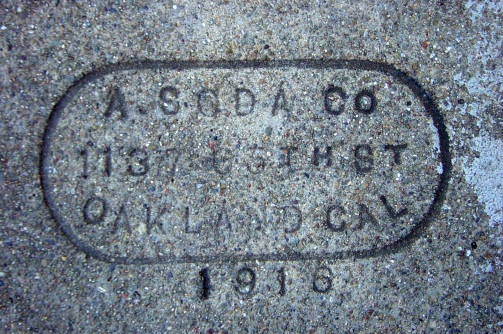 A. SODA CO
1137 65TH ST
OAKLAND CAL
1916